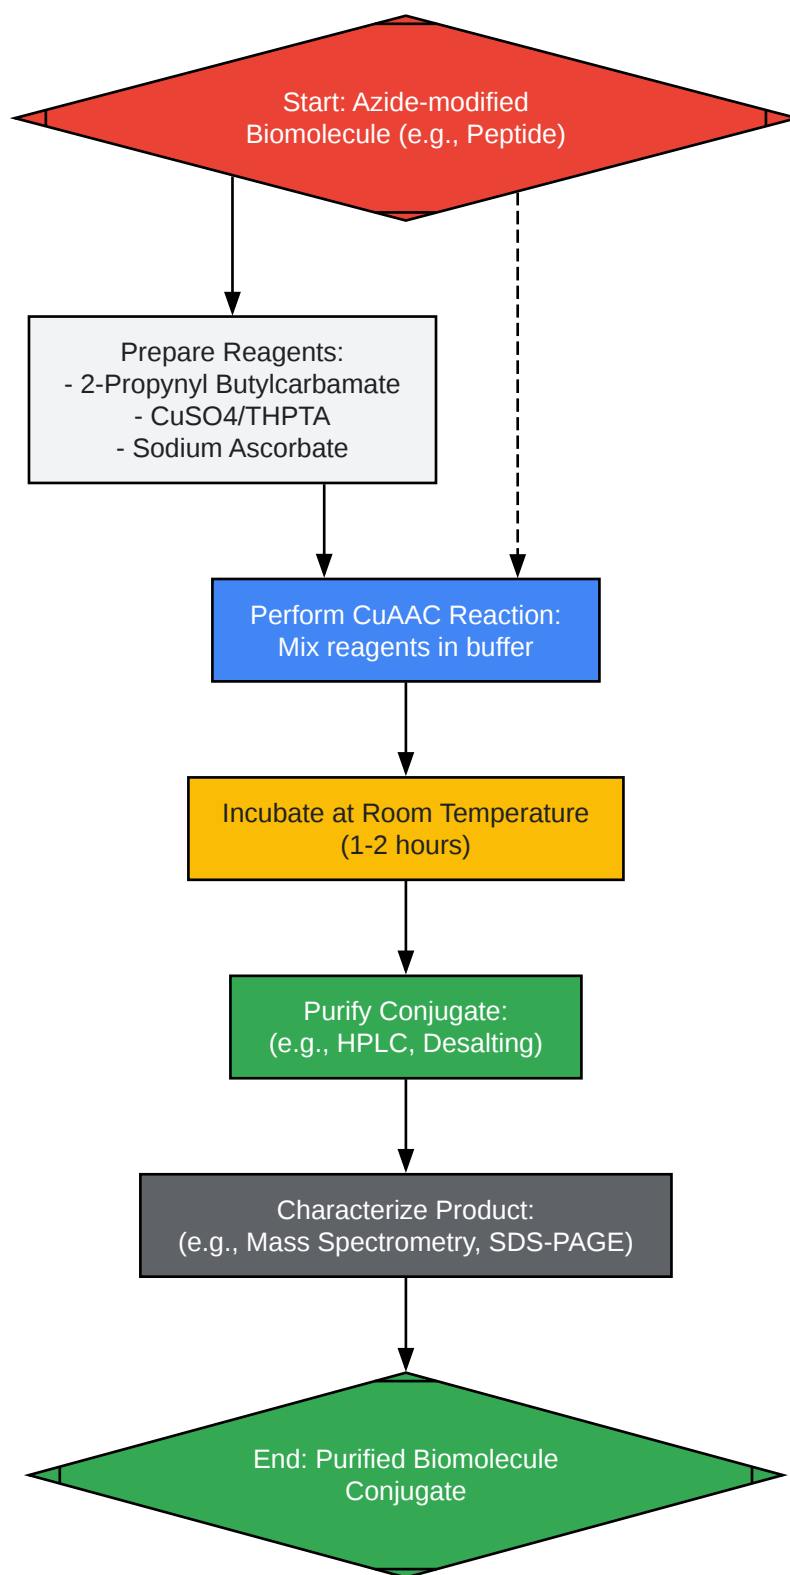 Start: Azide-modified
Biomolecule (e.g., Peptide)
Prepare Reagents:
- 2-Propynyl Butylcarbamate
- CuSO4/THPTA
- Sodium Ascorbate
Perform CuAAC Reaction:
Mix reagents in buffer
Incubate at Room Temperature
(1-2 hours)
Purify Conjugate:
(e.g., HPLC, Desalting)
Characterize Product:
(e.g., Mass Spectrometry, SDS-PAGE)
End: Purified Biomolecule
Conjugate